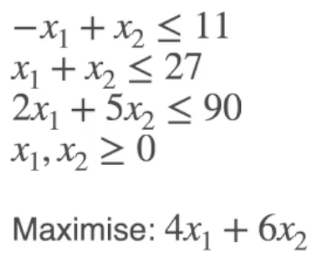 −x₁ + x₂ ≤ 11
x₁ + x₂ ≤ 27
2x₁ + 5x₂ ≤ 90
x₁, x₂ ≥ 0
Maximise: 4x₁ + 6x₂